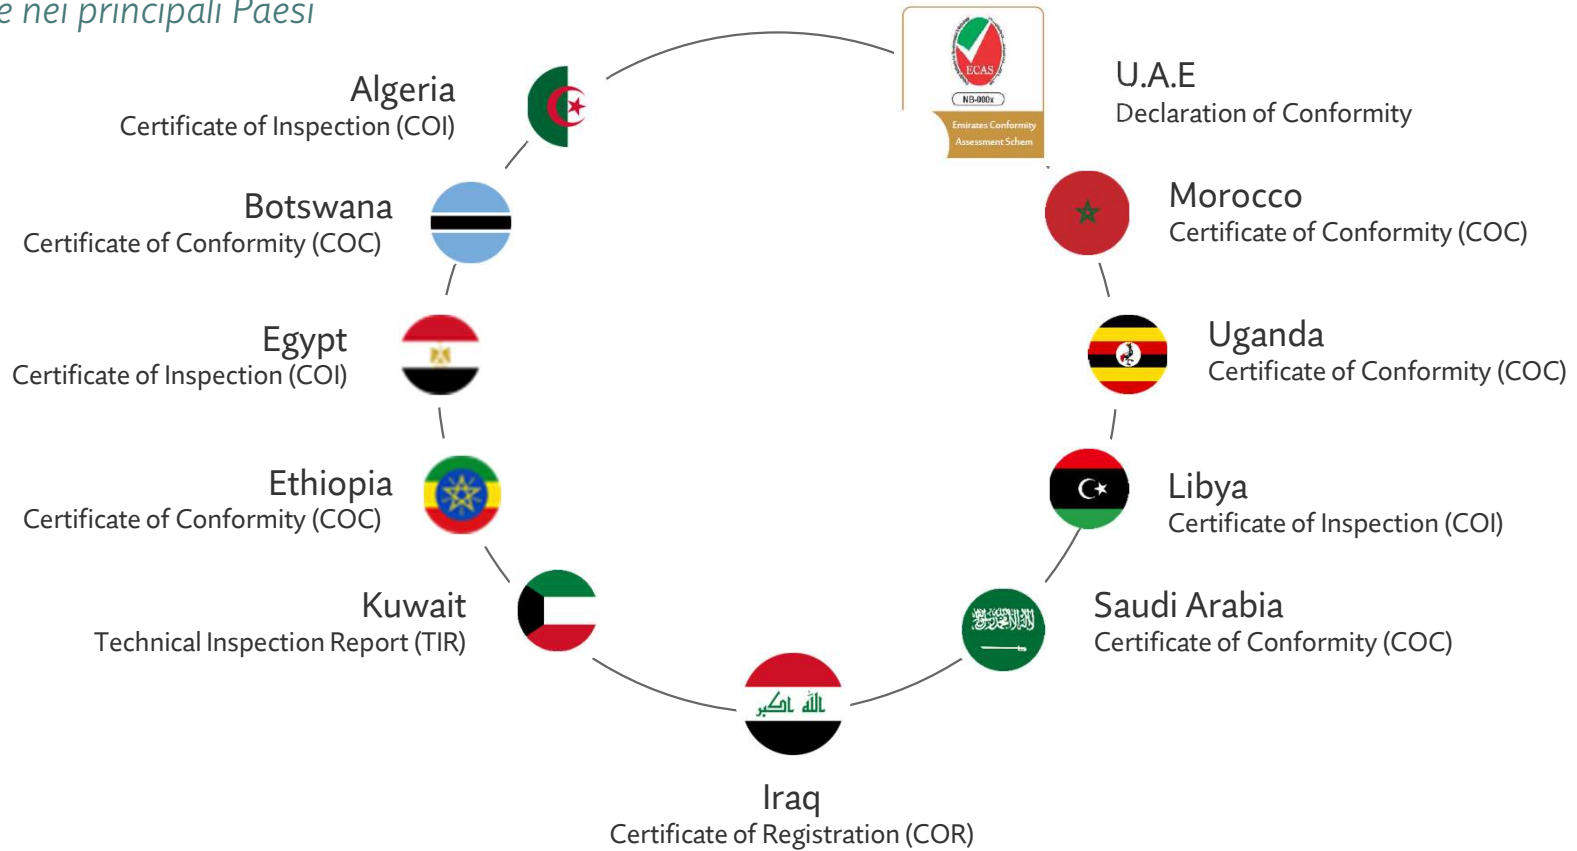 e nei principali Paesi
ECAS
NB-000x
Emirates Conformity
Assessment Schem
U.A.E
Declaration of Conformity
Algeria
Certificate of Inspection (COI)
Morocco
Certificate of Conformity (COC)
Botswana
Certificate of Conformity (COC)
Uganda
Certificate of Conformity (COC)
Egypt
Certificate of Inspection (COI)
Libya
Certificate of Inspection (COI)
Ethiopia
Certificate of Conformity (COC)
Saudi Arabia
Certificate of Conformity (COC)
Kuwait
Technical Inspection Report (TIR)
الله اكبر
Iraq
Certificate of Registration (COR)